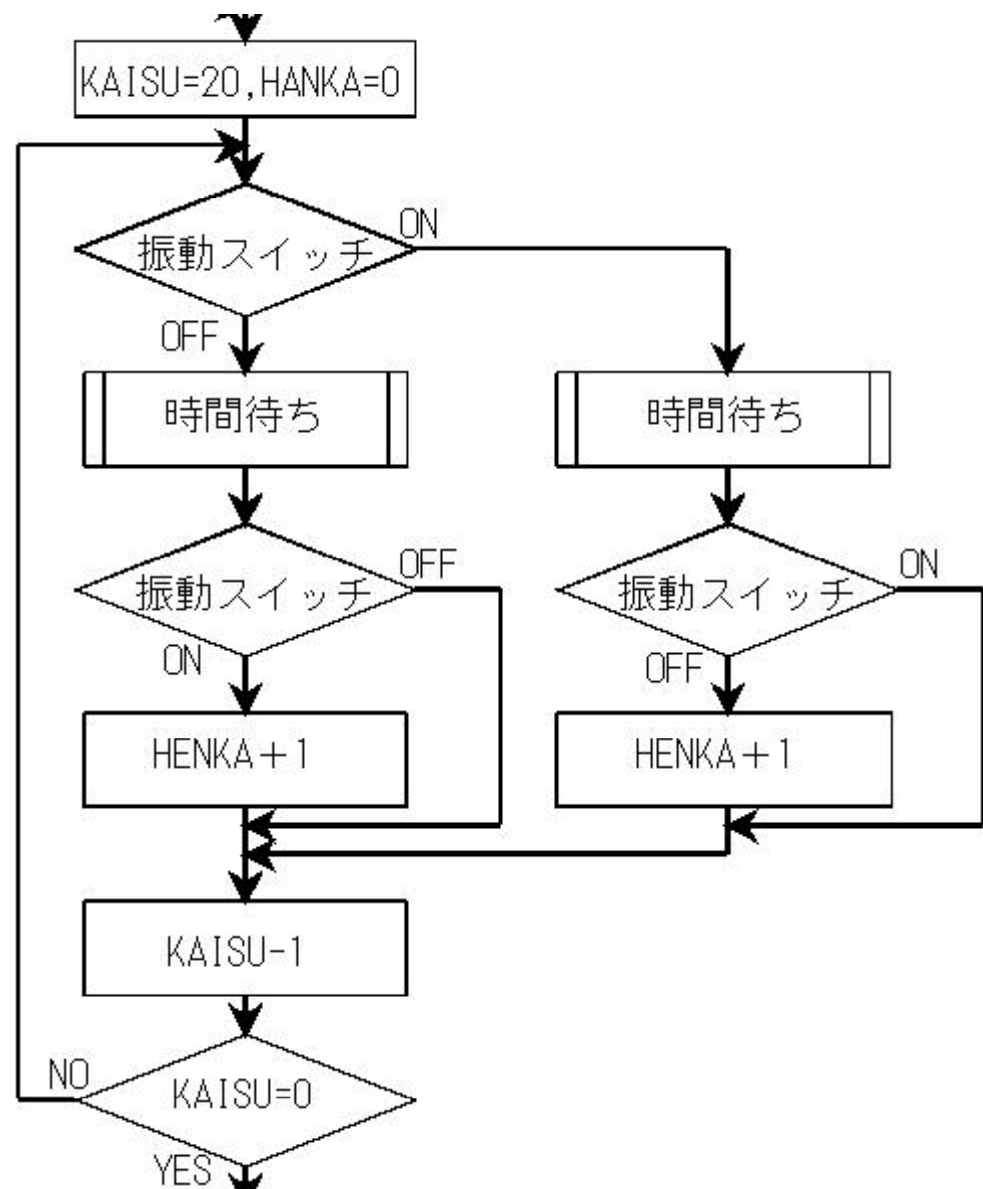 KAISU=20,HANKA=0
振動スイッチ
ON
OFF
時間待ち
時間待ち
振動スイッチ
OFF
ON
振動スイッチ
ON
OFF
HENKA+1
HENKA+1
KAISU-1
KAISU=0
NO
YES